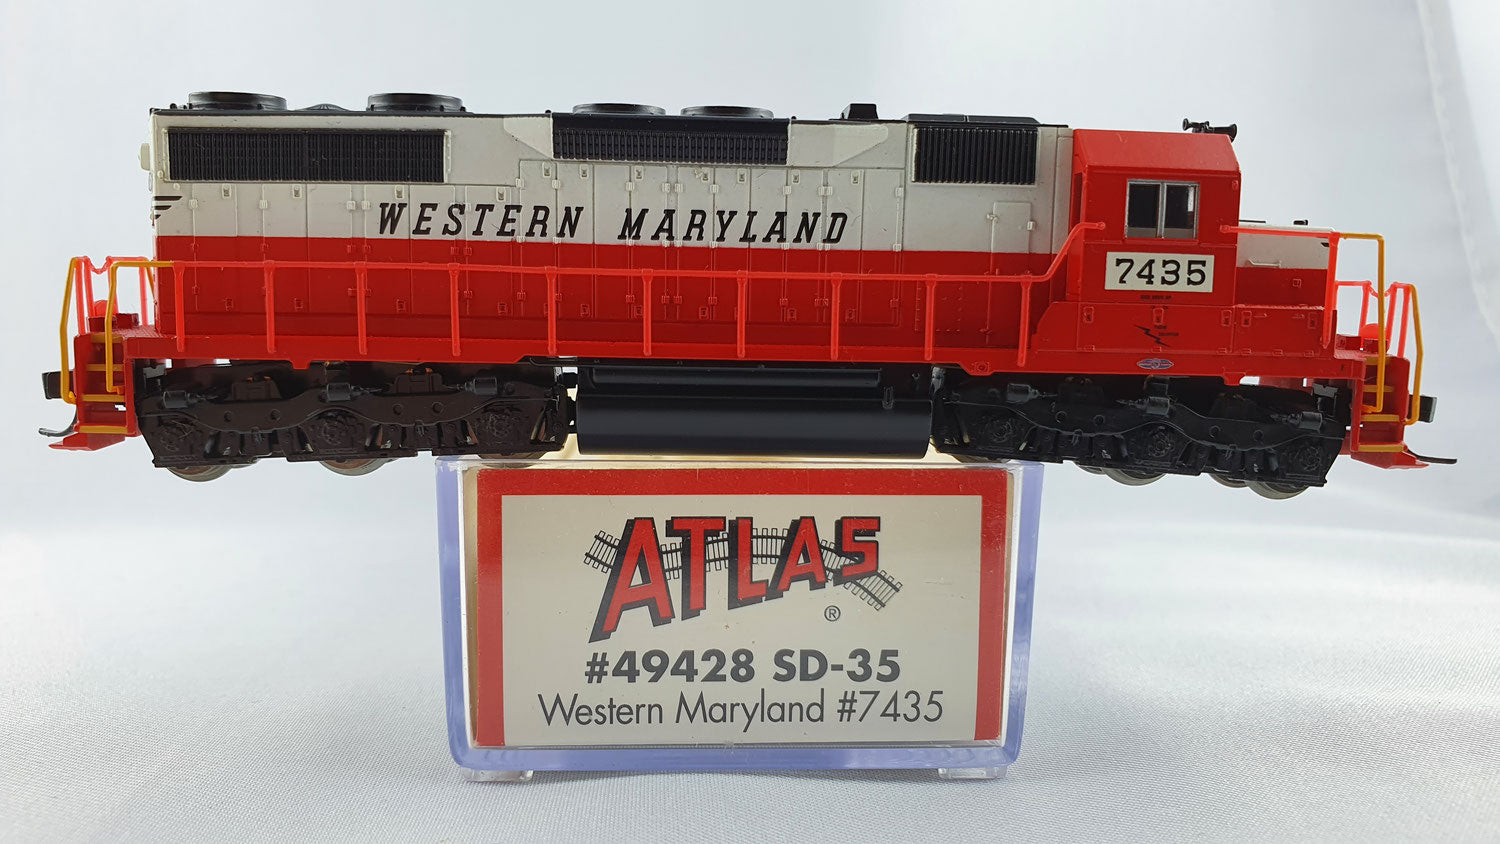 WESTERN MARYLAND
7435
ATLAS
®
#49428 SD-35
Western Maryland #7435